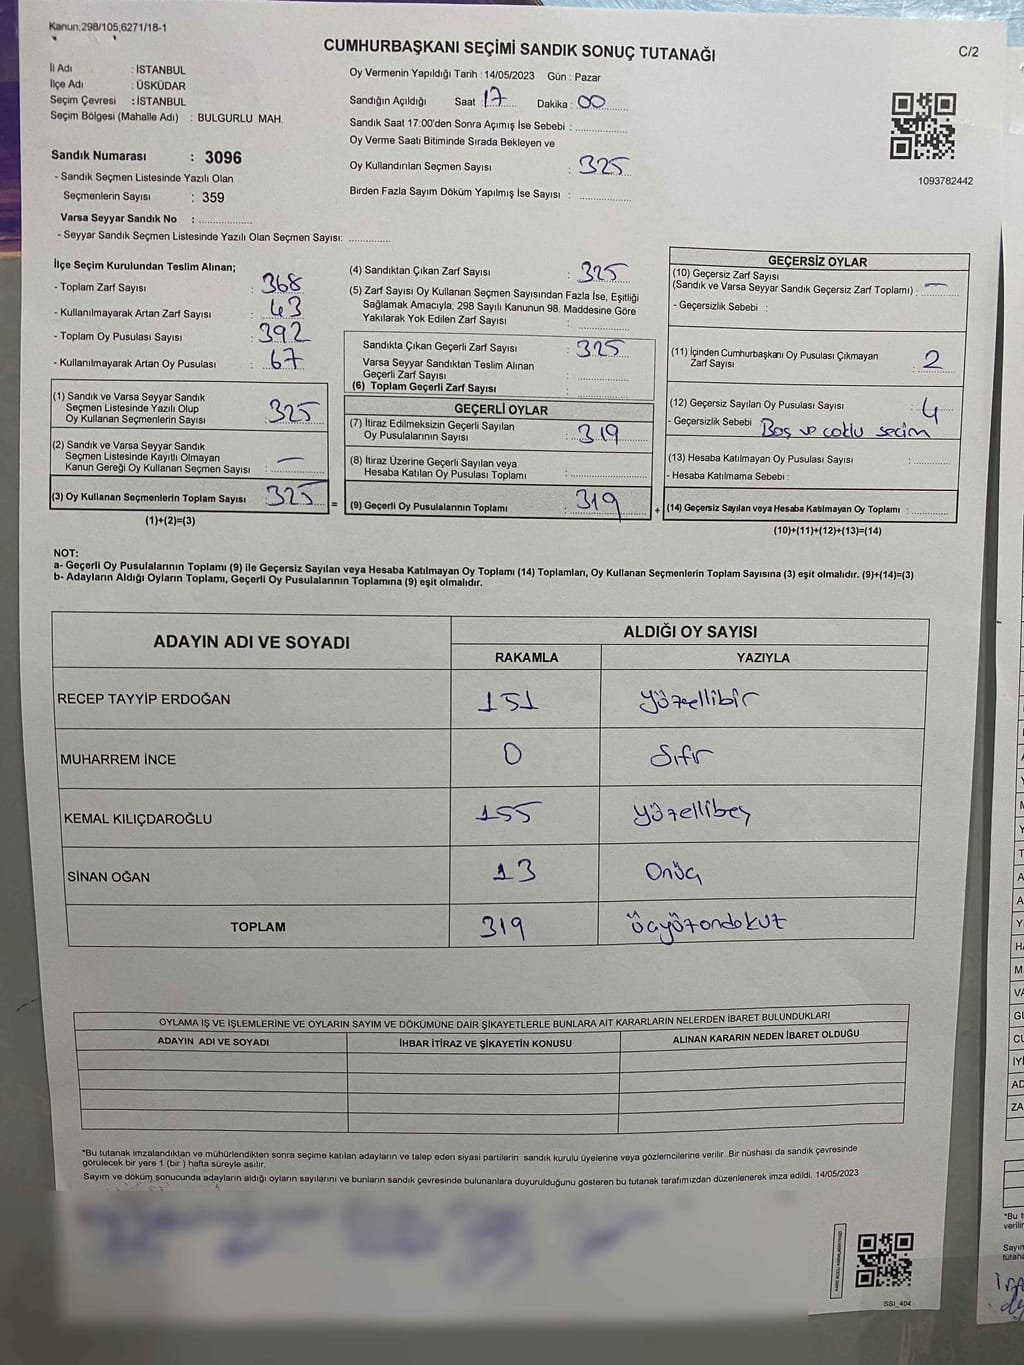 Kanun;298/105;6271/18-1
CUMHURBAŞKANI SEÇİMİ SANDIK SONUÇ TUTANAĞI
C/2
İl Adı : İSTANBUL
İlçe Adı : ÜSKÜDAR
Seçim Çevresi : İSTANBUL
Seçim Bölgesi (Mahalle Adı) : BULGURLU MAH.
Sandık Numarası : 3096
- Sandık Seçmen Listesinde Yazılı Olan
Seçmenlerin Sayısı : 359
Varsa Seyyar Sandık No :
- Seyyar Sandık Seçmen Listesinde Yazılı Olan Seçmen Sayısı:
Oy Vermenin Yapıldığı Tarih : 14/05/2023 Gün : Pazar
Sandığın Açıldığı Saat : 17 Dakika : 00
Sandık Saat 17:00'den Sonra Açımış İse Sebebi :
Oy Verme Saati Bitiminde Sırada Bekleyen ve
Oy Kullandırılan Seçmen Sayısı : 325
Birden Fazla Sayım Döküm Yapılmış İse Sayısı :
1093782442
İlçe Seçim Kurulundan Teslim Alınan;
- Toplam Zarf Sayısı : 368
- Kullanılmayarak Artan Zarf Sayısı : 43
- Toplam Oy Pusulası Sayısı : 392
- Kullanılmayarak Artan Oy Pusulası : 67
(1) Sandık ve Varsa Seyyar Sandık
Seçmen Listesinde Yazılı Olup
Oy Kullanan Seçmenlerin Sayısı : 325
(2) Sandık ve Varsa Seyyar Sandık
Seçmen Listesinde Kayıtlı Olmayan
Kanun Gereği Oy Kullanan Seçmen Sayısı : —
(3) Oy Kullanan Seçmenlerin Toplam Sayısı 325 =
(1)+(2)=(3)
(4) Sandıktan Çıkan Zarf Sayısı : 325
(5) Zarf Sayısı Oy Kullanan Seçmen Sayısından Fazla İse, Eşitliği
Sağlamak Amacıyla, 298 Sayılı Kanunun 98. Maddesine Göre
Yakılarak Yok Edilen Zarf Sayısı :
Sandıkta Çıkan Geçerli Zarf Sayısı : 325
Varsa Seyyar Sandıktan Teslim Alınan
Geçerli Zarf Sayısı :
(6) Toplam Geçerli Zarf Sayısı :
GEÇERLİ OYLAR
(7) İtiraz Edilmeksizin Geçerli Sayılan
Oy Pusulalarının Sayısı : 319
(8) İtiraz Üzerine Geçerli Sayılan veya
Hesaba Katılan Oy Pusulası Toplamı :
(9) Geçerli Oy Pusulalarının Toplamı : 319 +
GEÇERSİZ OYLAR
(10) Geçersiz Zarf Sayısı
(Sandık ve Varsa Seyyar Sandık Geçersiz Zarf Toplamı) : —
- Geçersizlik Sebebi :
(11) İçinden Cumhurbaşkanı Oy Pusulası Çıkmayan
Zarf Sayısı : 2
(12) Geçersiz Sayılan Oy Pusulası Sayısı : 4
- Geçersizlik Sebebi Boş ve çoklu seçim
(13) Hesaba Katılmayan Oy Pusulası Sayısı :
- Hesaba Katılmama Sebebi :
(14) Geçersiz Sayılan veya Hesaba Katılmayan Oy Toplamı :
(10)+(11)+(12)+(13)=(14)
NOT:
a- Geçerli Oy Pusulalarının Toplamı (9) ile Geçersiz Sayılan veya Hesaba Katılmayan Oy Toplamı (14) Toplamları, Oy Kullanan Seçmenlerin Toplam Sayısına (3) eşit olmalıdır. (9)+(14)=(3)
b- Adayların Aldığı Oyların Toplamı, Geçerli Oy Pusulalarının Toplamına (9) eşit olmalıdır.
ADAYIN ADI VE SOYADI
ALDIĞI OY SAYISI
RAKAMLA YAZIYLA
RECEP TAYYİP ERDOĞAN 151 yüzellibir
MUHARREM İNCE 0 Sıfır
KEMAL KILIÇDAROĞLU 155 yüzellibeş
SİNAN OĞAN 13 Onüç
TOPLAM 319 üçyüzondokuz
OYLAMA İŞ VE İŞLEMLERİNE VE OYLARIN SAYIM VE DÖKÜMÜNE DAİR ŞİKAYETLERLE BUNLARA AİT KARARLARIN NELERDEN İBARET BULUNDUKLARI
ADAYIN ADI VE SOYADI İHBAR İTİRAZ VE ŞİKAYETİN KONUSU ALINAN KARARIN NEDEN İBARET OLDUĞU
*Bu tutanak imzalandıktan ve mühürlendikten sonra seçime katılan adayların ve talep eden siyasi partilerin sandık kurulu üyelerine veya gözlemcilerine verilir .Bir nüshası da sandık çevresinde
görülecek bir yere 1 (bir) hafta süreyle asılır.
Sayım ve döküm sonucunda adayların aldığı oyların sayılarını ve bunların sandık çevresinde bulunanlara duyurulduğunu gösteren bu tutanak tarafımızdan düzenlenerek imza edildi. 14/05/2023
SSI_404